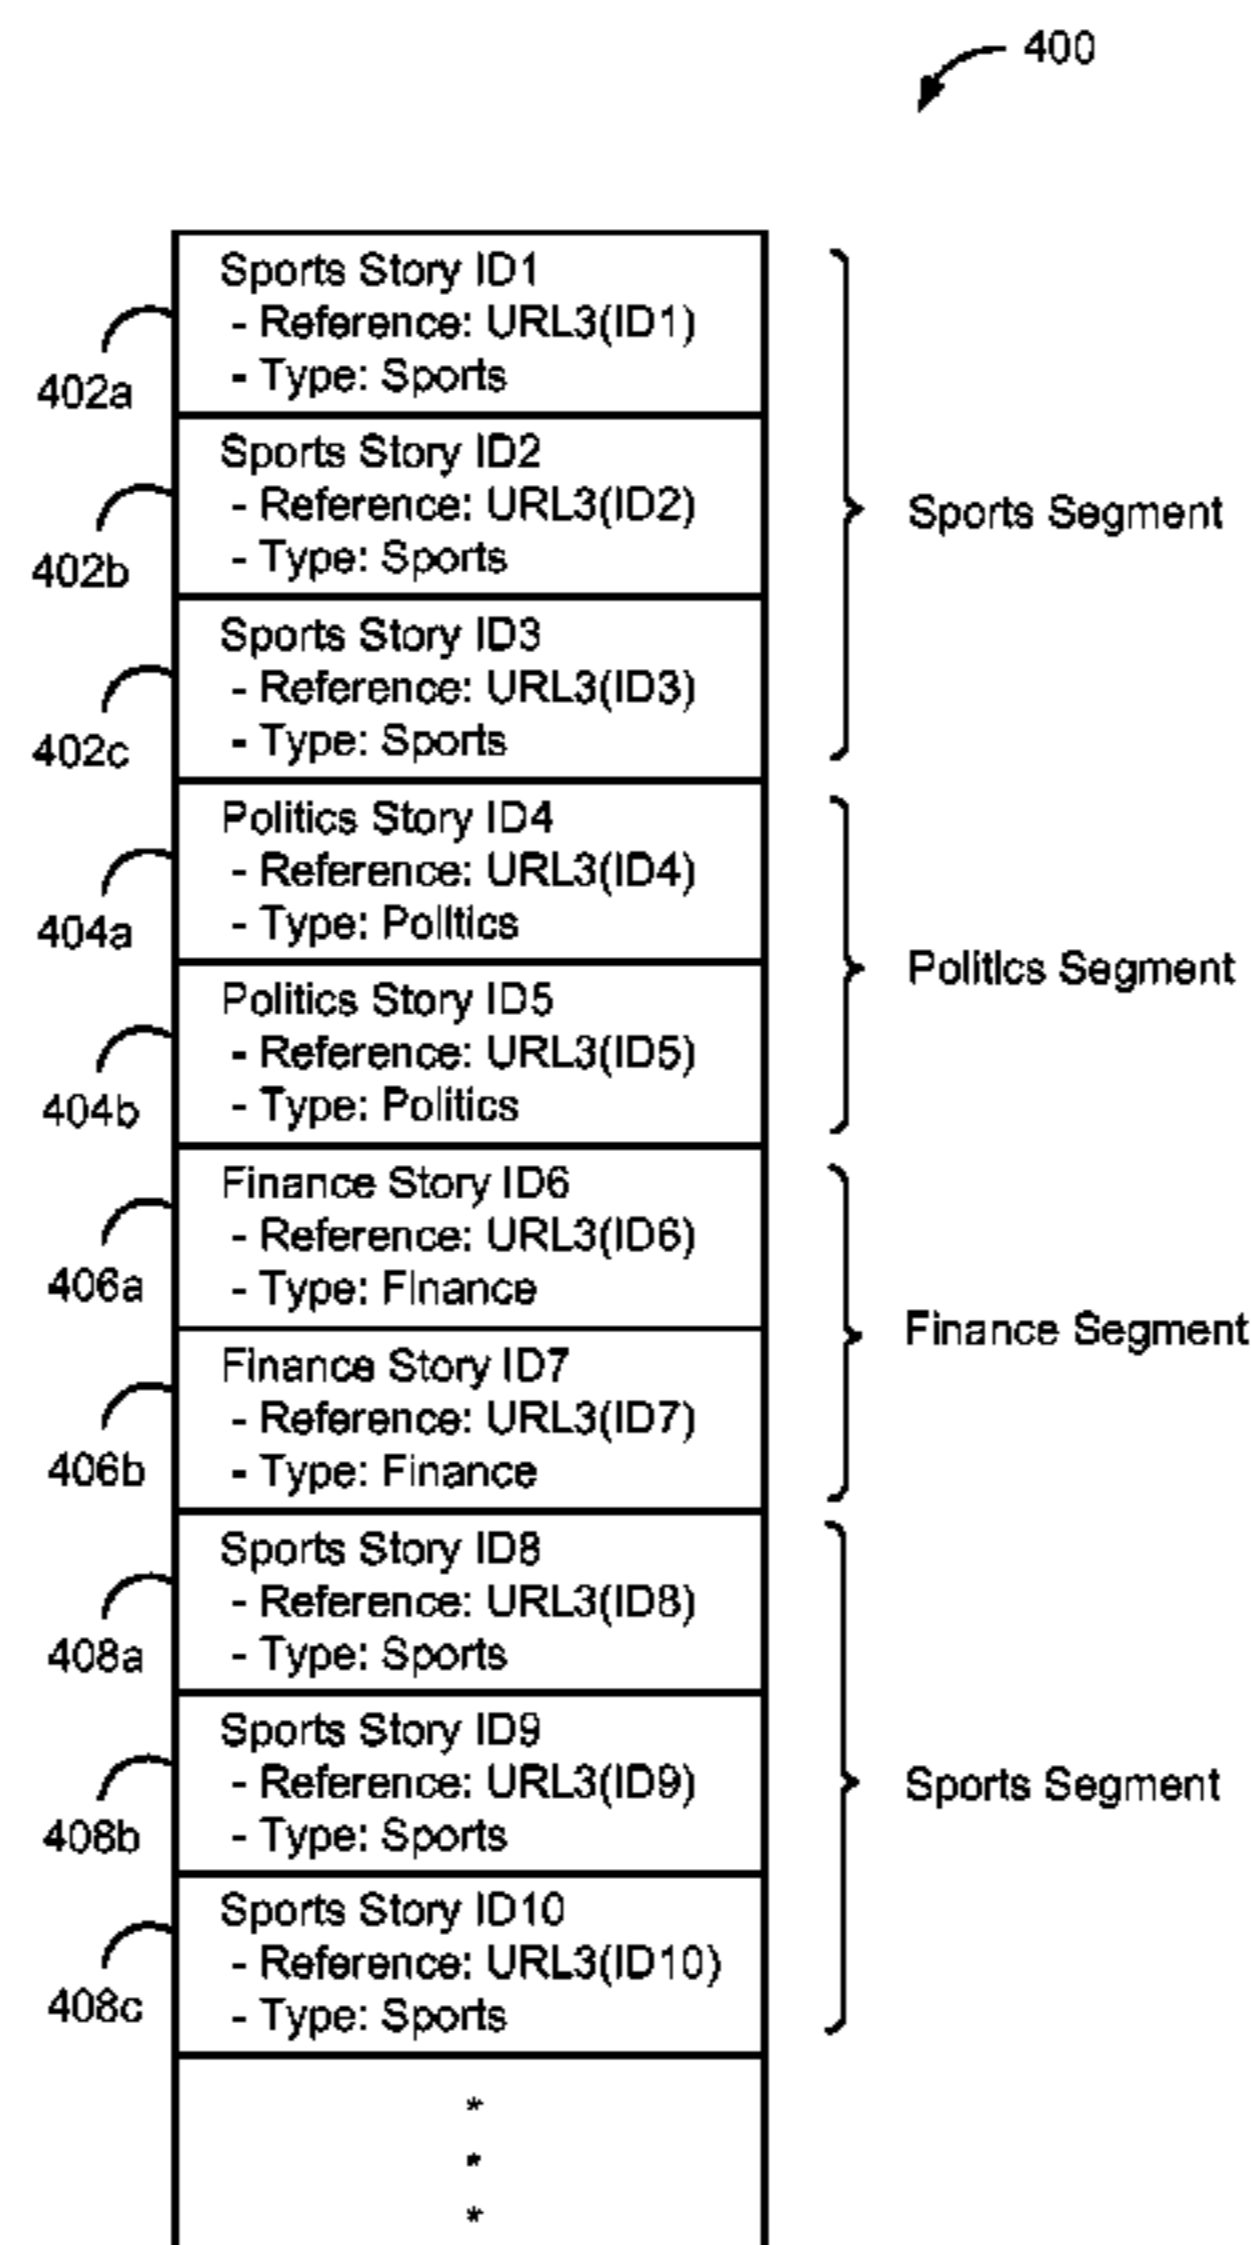 400
Sports Story ID1
- Reference: URL3(ID1)
- Type: Sports
402a
Sports Story ID2
- Reference: URL3(ID2)
- Type: Sports
402b
Sports Segment
Sports Story ID3
- Reference: URL3(ID3)
- Type: Sports
402c
Politics Story ID4
- Reference: URL3(ID4)
- Type: Politics
404a
Politics Segment
Politics Story ID5
- Reference: URL3(ID5)
- Type: Politics
404b
Finance Story ID6
- Reference: URL3(ID6)
- Type: Finance
406a
Finance Segment
Finance Story ID7
- Reference: URL3(ID7)
- Type: Finance
406b
Sports Story ID8
- Reference: URL3(ID8)
- Type: Sports
408a
Sports Story ID9
- Reference: URL3(ID9)
- Type: Sports
408b
Sports Segment
Sports Story ID10
- Reference: URL3(ID10)
- Type: Sports
408c
*
*
*